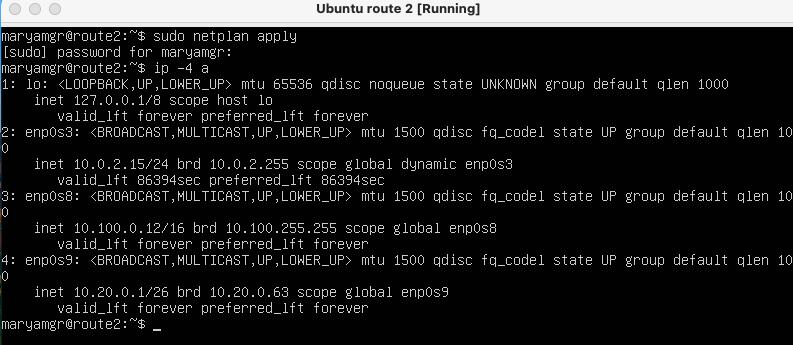 Ubuntu route 2 [Running]
maryamgr@route2:~$ sudo netplan apply
[sudo] password for maryamgr:
maryamgr@route2:~$ ip -4 a
1: lo: <LOOPBACK,UP,LOWER_UP> mtu 65536 qdisc noqueue state UNKNOWN group default qlen 1000
    inet 127.0.0.1/8 scope host lo
       valid_lft forever preferred_lft forever
2: enp0s3: <BROADCAST,MULTICAST,UP,LOWER_UP> mtu 1500 qdisc fq_codel state UP group default qlen 10
0
    inet 10.0.2.15/24 brd 10.0.2.255 scope global dynamic enp0s3
       valid_lft 86394sec preferred_lft 86394sec
3: enp0s8: <BROADCAST,MULTICAST,UP,LOWER_UP> mtu 1500 qdisc fq_codel state UP group default qlen 10
0
    inet 10.100.0.12/16 brd 10.100.255.255 scope global enp0s8
       valid_lft forever preferred_lft forever
4: enp0s9: <BROADCAST,MULTICAST,UP,LOWER_UP> mtu 1500 qdisc fq_codel state UP group default qlen 10
0
    inet 10.20.0.1/26 brd 10.20.0.63 scope global enp0s9
       valid_lft forever preferred_lft forever
maryamgr@route2:~$ _